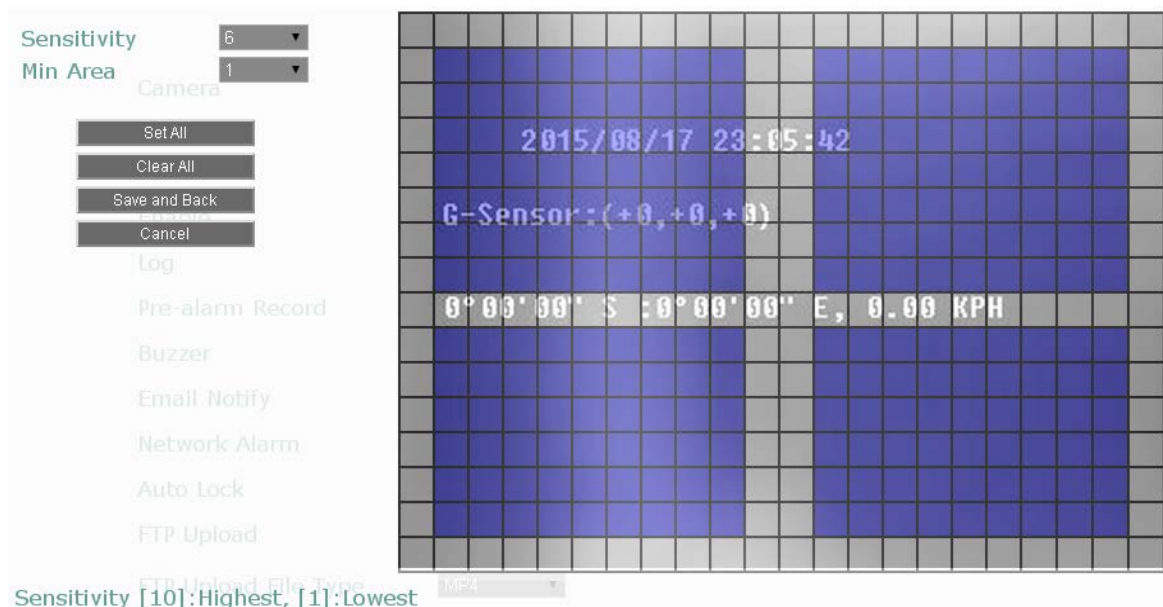 Sensitivity 6
Min Area 1
Camera
Set All
Clear All
Save and Back
Enable
Cancel
Log
Pre-alarm Record
Buzzer
Email Notify
Network Alarm
Auto Lock
FTP Upload
FTP Upload File Type MP4
Sensitivity [10]:Highest, [1]:Lowest
2015/08/17 23:05:42
G-Sensor:(+0,+0,+0)
0°00'00" S :0°00'00" E, 0.00 KPH